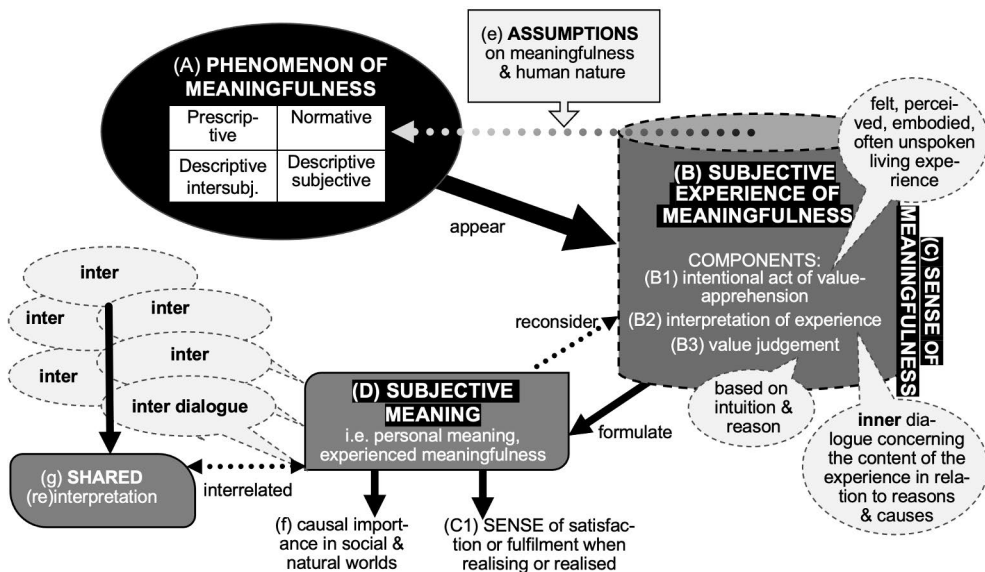 (e) ASSUMPTIONS
on meaningfulness
& human nature
(A) PHENOMENON OF
MEANINGFULNESS
Prescrip-
tive
Normative
Descriptive
intersubj.
Descriptive
subjective
felt, percei-
ved, embodied,
often unspoken
living expe-
rience
(B) SUBJECTIVE
EXPERIENCE OF
MEANINGFULNESS
(C) SENSE OF
MEANINGFULNESS
appear
COMPONENTS:
(B1) intentional act of value-
apprehension
(B2) interpretation of experience
(B3) value judgement
inter
inter
inter
inter
inter
inter dialogue
reconsider
(D) SUBJECTIVE
MEANING
i.e. personal meaning,
experienced meaningfulness
formulate
based on
intuition &
reason
inner dia-
logue concerning
the content of the
experience in rela-
tion to reasons
& causes
(g) SHARED
(re)interpretation
interrelated
(f) causal import-
ance in social &
natural worlds
(C1) SENSE of satisfac-
tion or fulfilment when
realising or realised